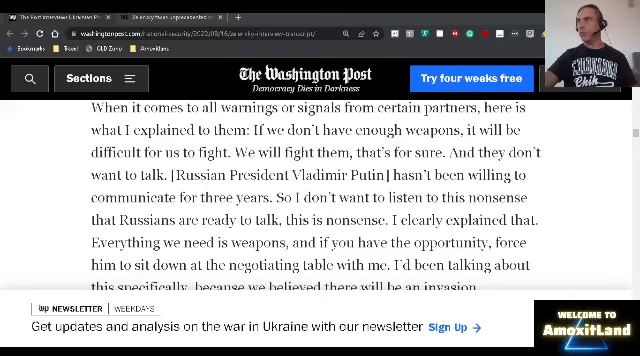 The Post interviews Ukrainian Pr
Zelensky faces unprecedented
washingtonpost.com/national-security/2022/08/16/zelensky-interview-transcript/
Bookmarks
Travel
OLD Zono
Amoxitlans
Sections
The Washington Post
Democracy Dies in Darkness
Try four weeks free
When it comes to all warnings or signals from certain partners, here is
what I explained to them: If we don't have enough weapons, it will be
difficult for us to fight. We will fight them, that's for sure. And they don't
want to talk. [Russian President Vladimir Putin] hasn't been willing to
communicate for three years. So I don't want to listen to this nonsense
that Russians are ready to talk, this is nonsense. I clearly explained that.
Everything we need is weapons, and if you have the opportunity, force
him to sit down at the negotiating table with me. I'd been talking about
this specifically, because we believed there will be an invasion.
wp NEWSLETTER | WEEKDAYS
Get updates and analysis on the war in Ukraine with our newsletter Sign Up →
WELCOME TO
AmoxitLand